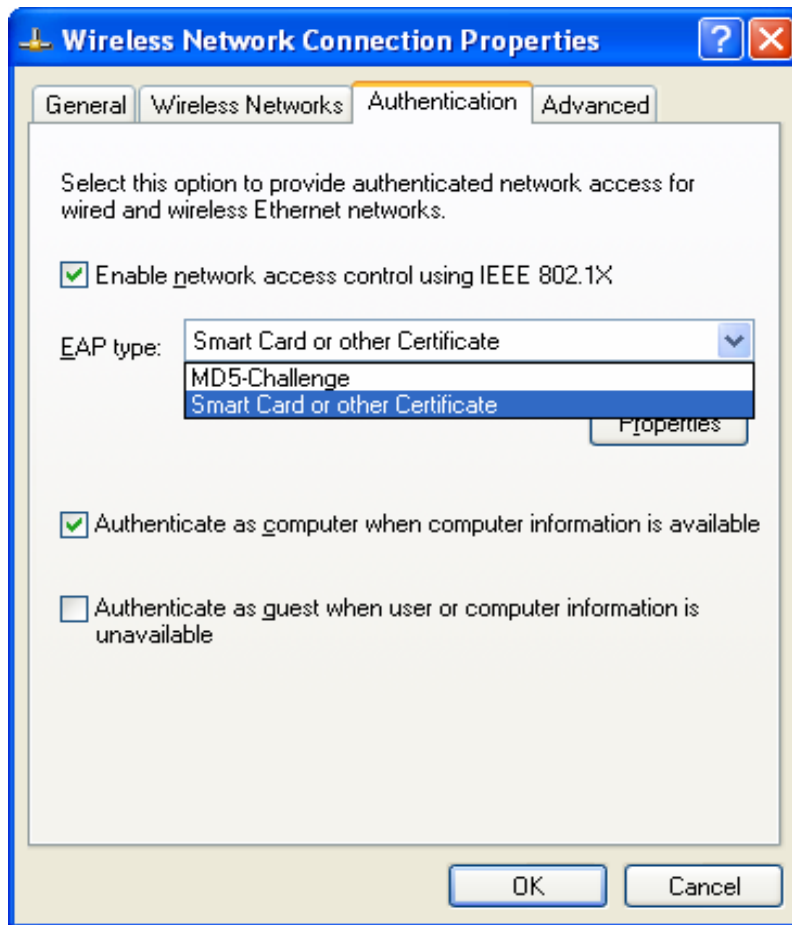 Wireless Network Connection Properties
?
General Wireless Networks Authentication Advanced
Select this option to provide authenticated network access for
wired and wireless Ethernet networks.
Enable network access control using IEEE 802.1X
EAP type: Smart Card or other Certificate
MD5-Challenge
Smart Card or other Certificate
Properties
Authenticate as computer when computer information is available
Authenticate as guest when user or computer information is
unavailable
OK Cancel